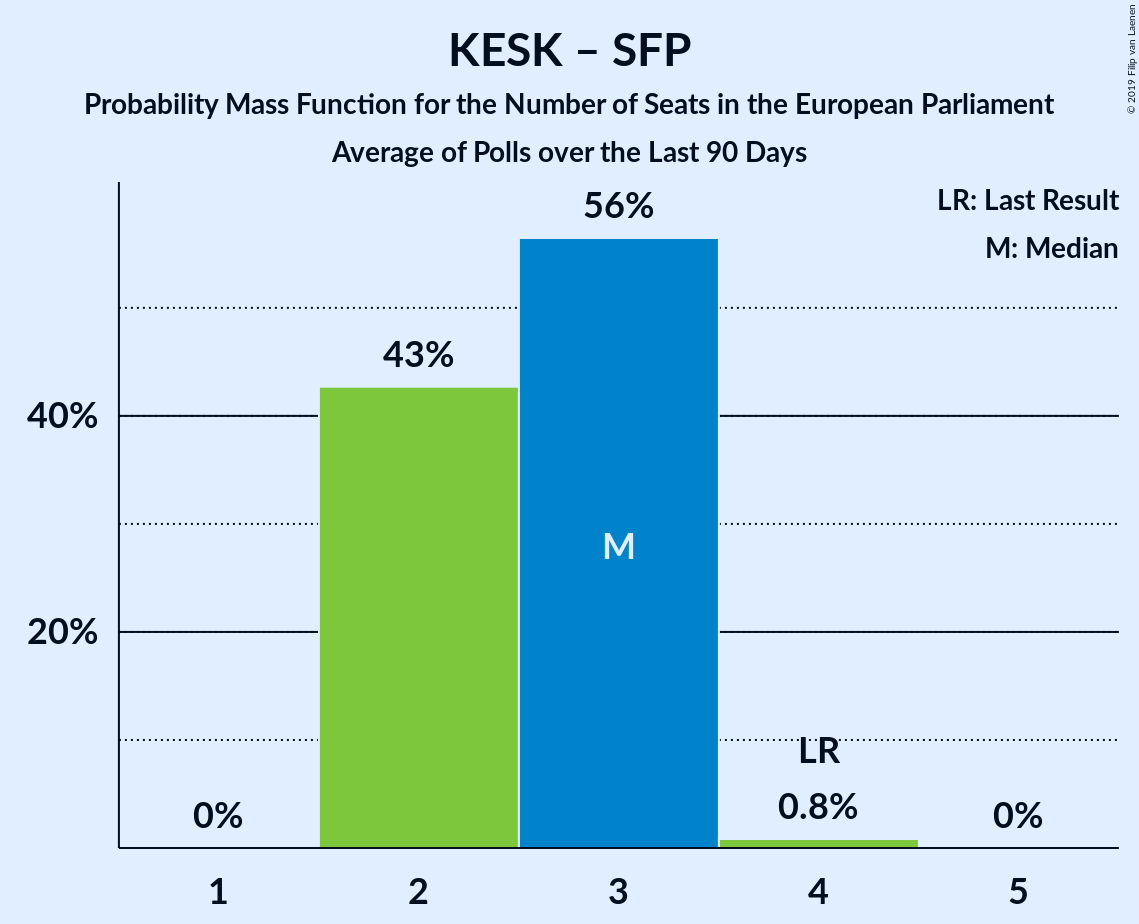 KESK – SFP
Probability Mass Function for the Number of Seats in the European Parliament
Average of Polls over the Last 90 Days
© 2019 Filip van Laenen
LR: Last Result
M: Median
56%
43%
40%
M
20%
LR
0.8%
0%
0%
1
2
3
4
5